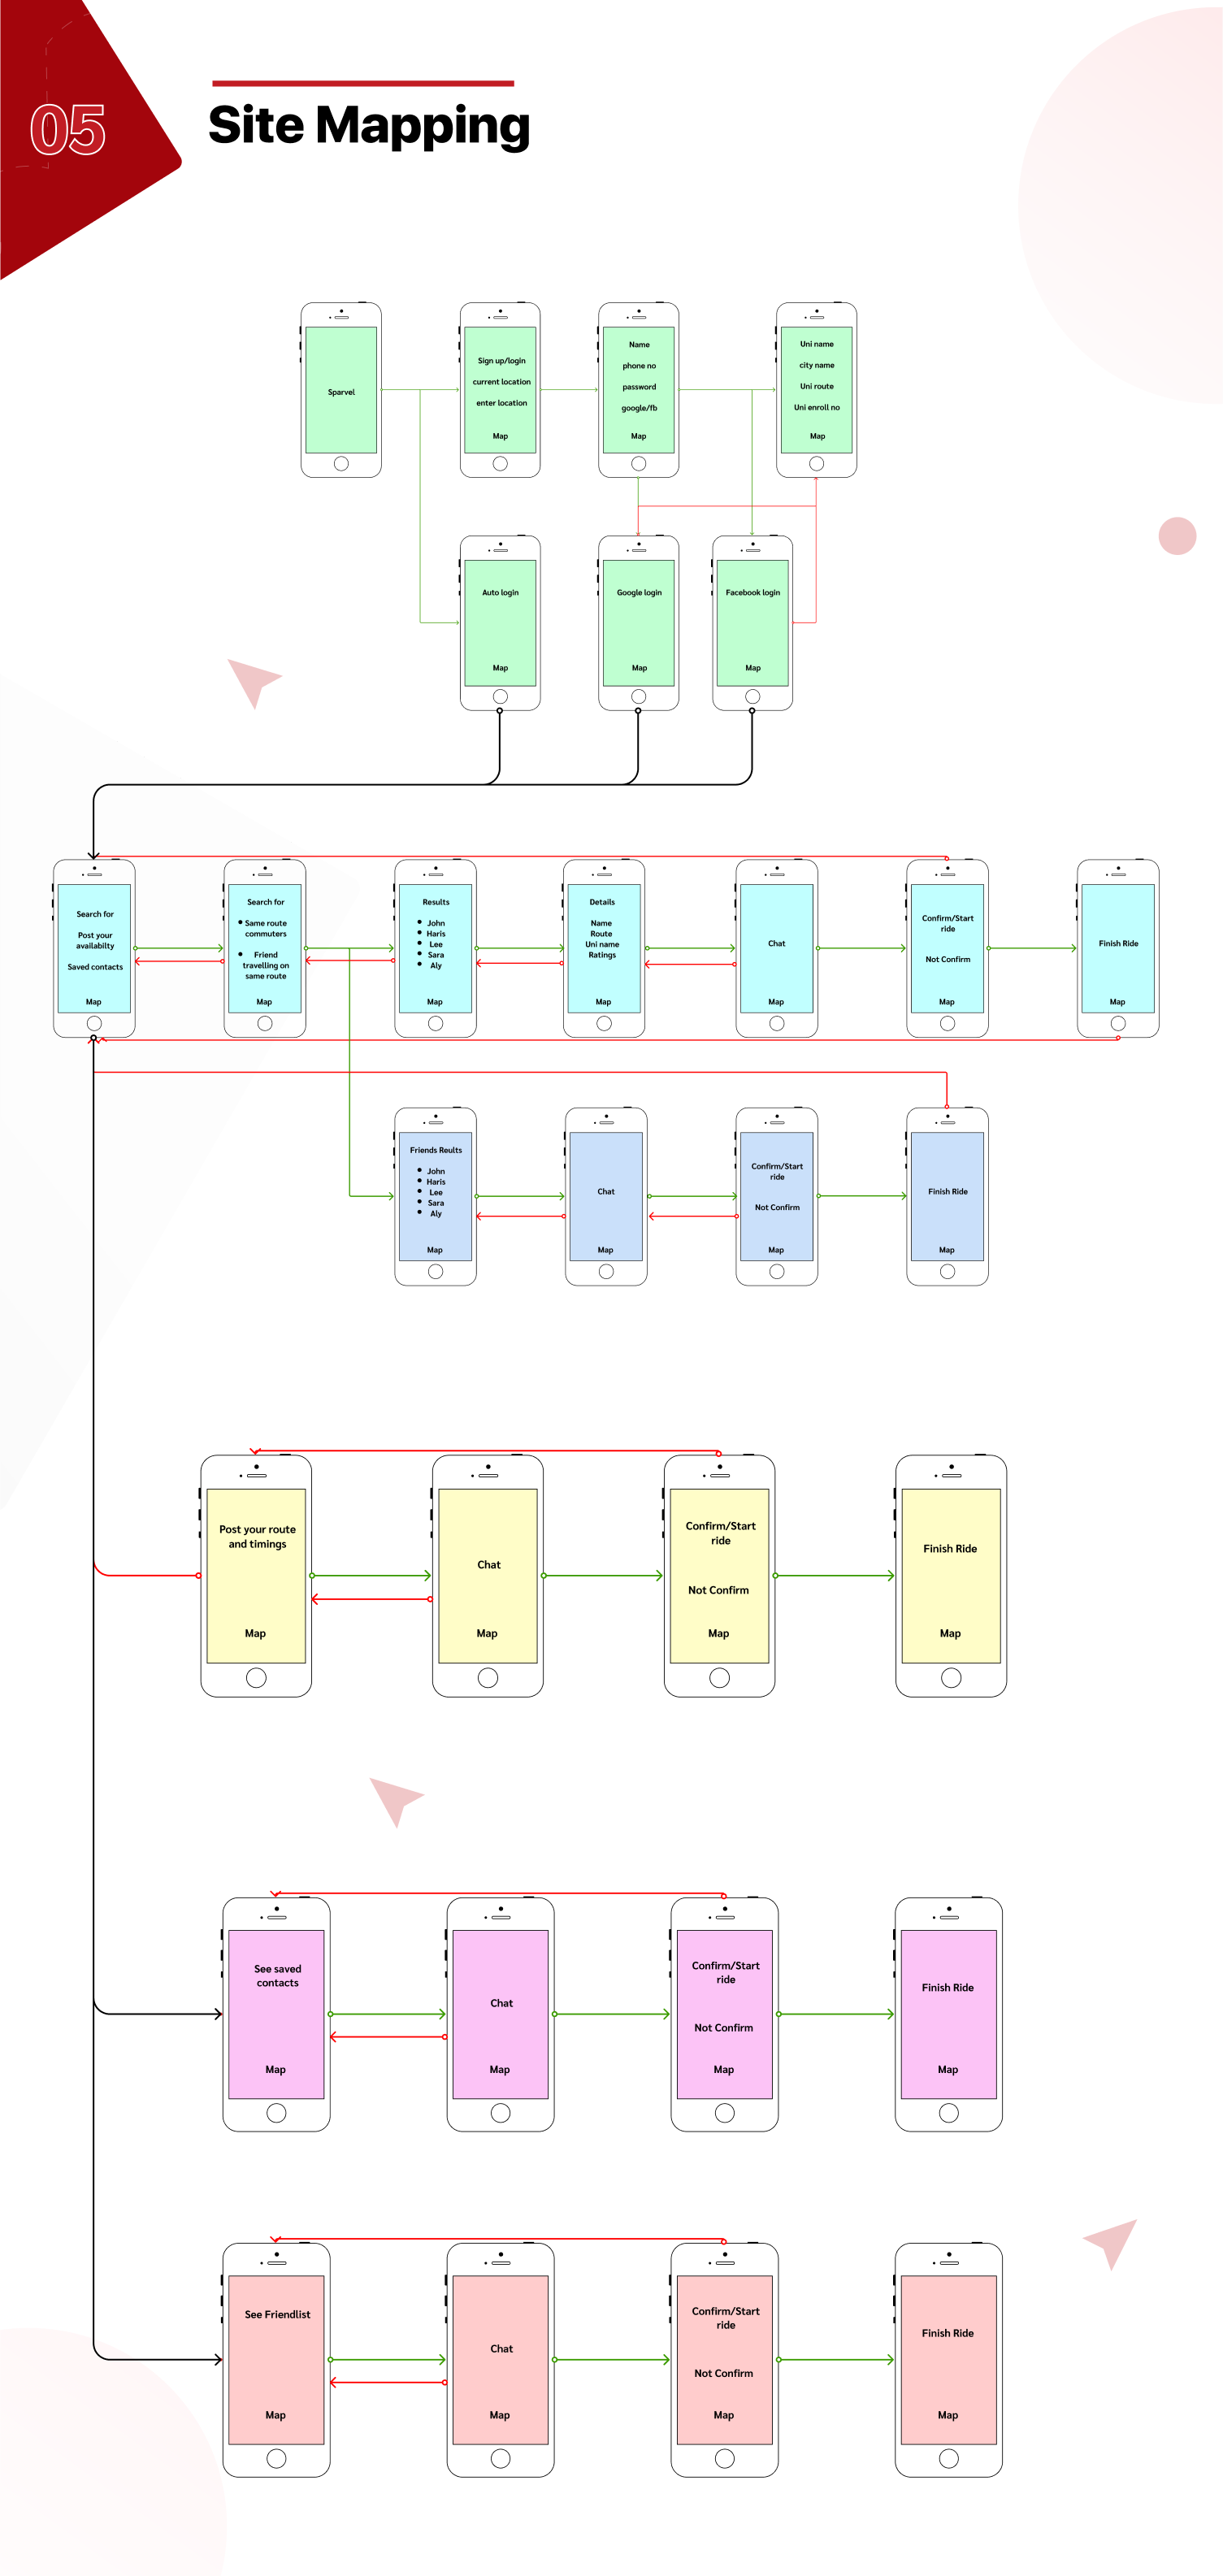 05
Site Mapping
Sparvel
Sign up/login
current location
enter location
Map
Name
phone no
password
google/fb
Map
Uni name
city name
Uni route
Uni enroll no
Map
Auto login
Map
Google login
Map
Facebook login
Map
Search for
Post your
availabilty
Saved contacts
Map
Search for
Same route
commuters
Friend
travelling on
same route
Map
Results
John
Haris
Lee
Sara
Aly
Map
Details
Name
Route
Uni name
Ratings
Map
Chat
Map
Confirm/Start
ride
Not Confirm
Map
Finish Ride
Map
Friends Reults
John
Haris
Lee
Sara
Aly
Map
Chat
Map
Confirm/Start
ride
Not Confirm
Map
Finish Ride
Map
Post your route
and timings
Map
Chat
Map
Confirm/Start
ride
Not Confirm
Map
Finish Ride
Map
See saved
contacts
Map
Chat
Map
Confirm/Start
ride
Not Confirm
Map
Finish Ride
Map
See Friendlist
Map
Chat
Map
Confirm/Start
ride
Not Confirm
Map
Finish Ride
Map